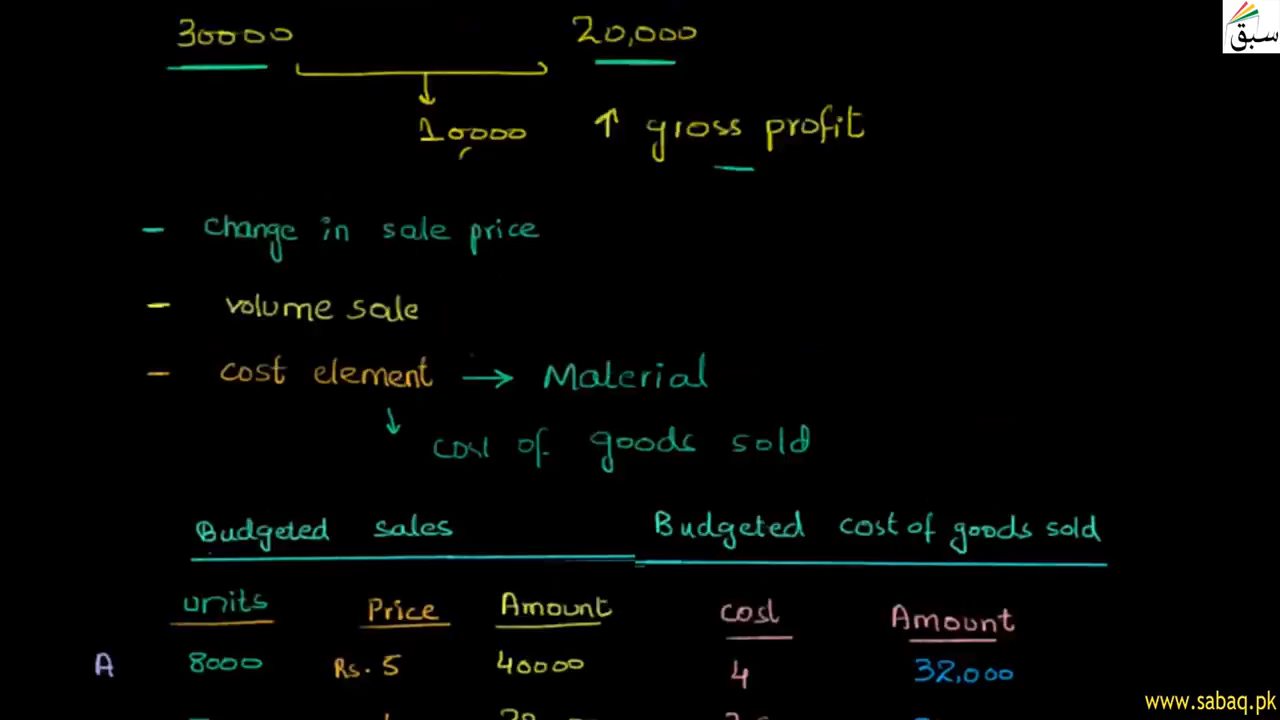 سبق
30000 20,000
10000 ↑ gross profit
- change in sale price
- volume sale
- cost element → Material
↓ cost of goods sold
Budgeted sales Budgeted cost of goods sold
units Price Amount cost Amount
A 8000 Rs. 5 40000 4 32,000
www.sabaq.pk